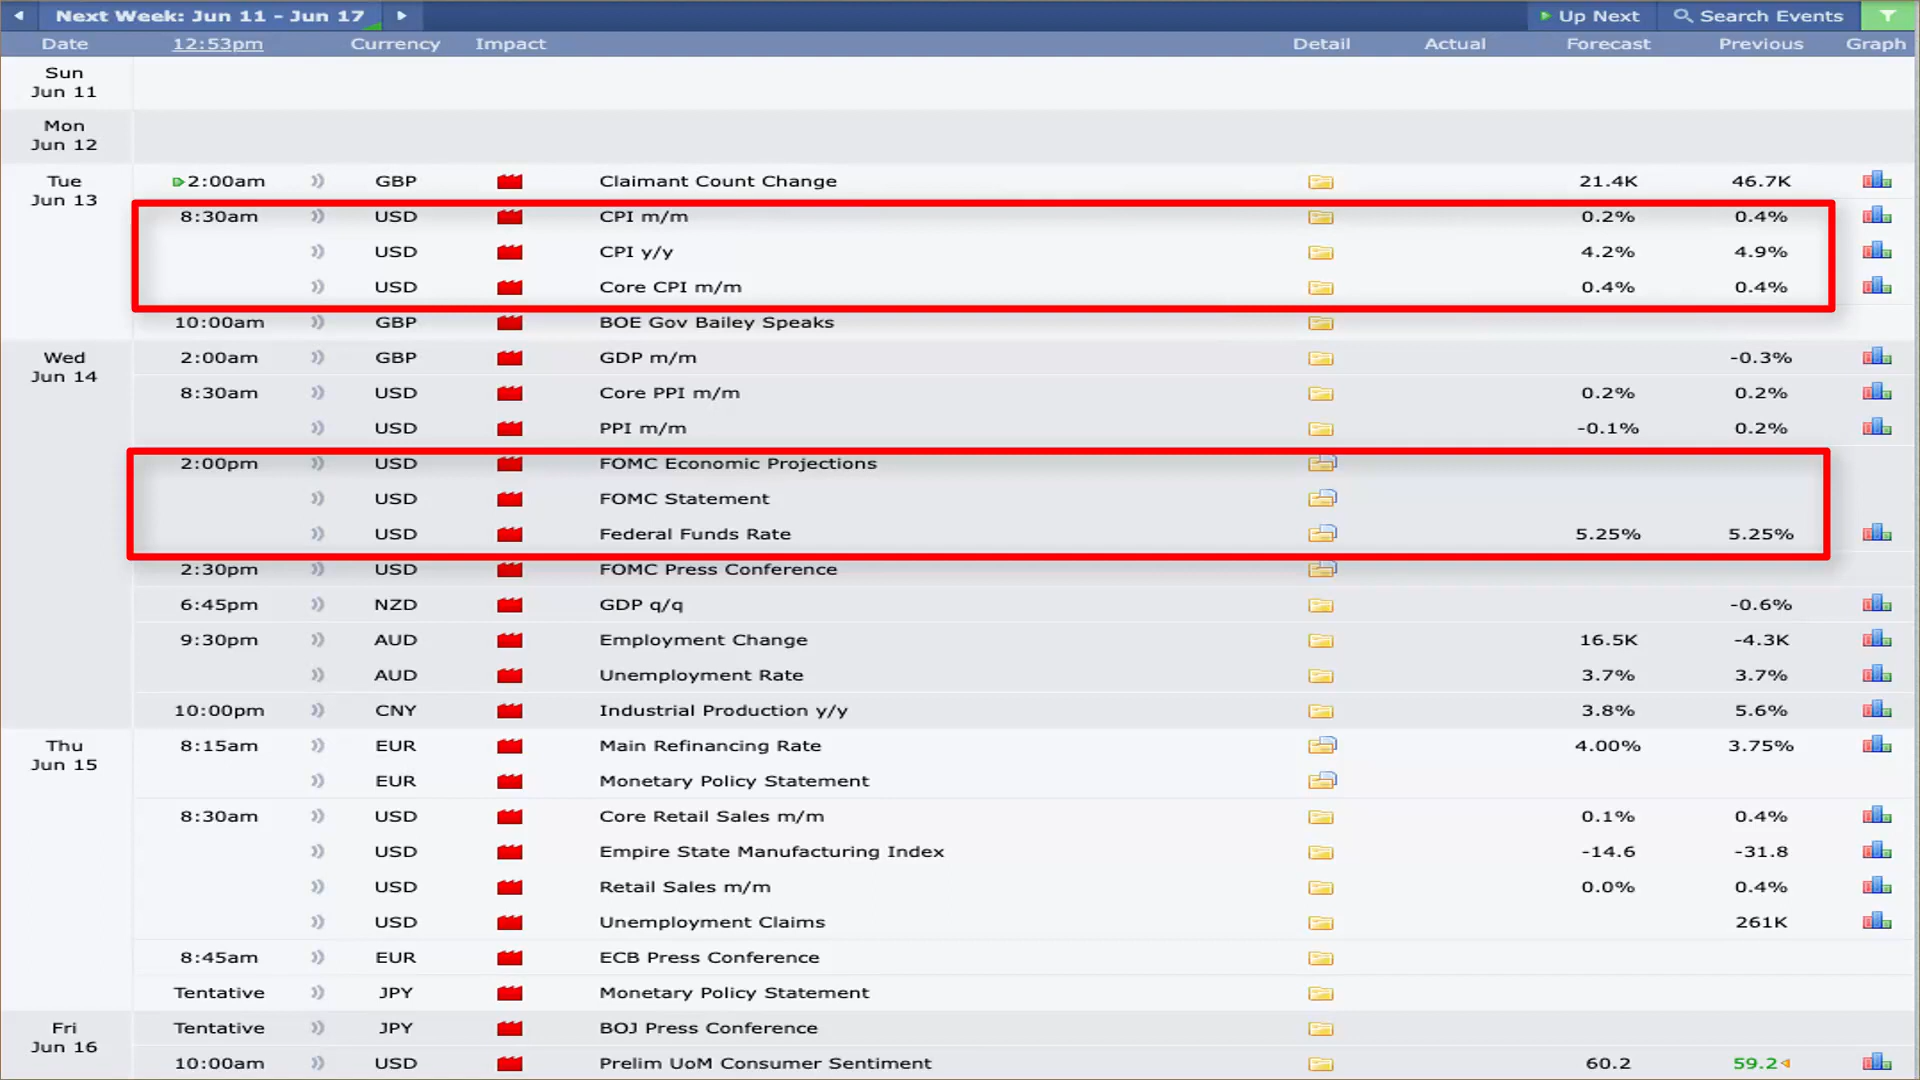 Next Week: Jun 11 - Jun 17 Up Next Search Events
Date 12:53pm Currency Impact Detail Actual Forecast Previous Graph
Sun
Jun 11
Mon
Jun 12
Tue
Jun 13
2:00am GBP Claimant Count Change 21.4K 46.7K
8:30am USD CPI m/m 0.2% 0.4%
USD CPI y/y 4.2% 4.9%
USD Core CPI m/m 0.4% 0.4%
10:00am GBP BOE Gov Bailey Speaks
Wed
Jun 14
2:00am GBP GDP m/m -0.3%
8:30am USD Core PPI m/m 0.2% 0.2%
USD PPI m/m -0.1% 0.2%
2:00pm USD FOMC Economic Projections
USD FOMC Statement
USD Federal Funds Rate 5.25% 5.25%
2:30pm USD FOMC Press Conference
6:45pm NZD GDP q/q -0.6%
9:30pm AUD Employment Change 16.5K -4.3K
AUD Unemployment Rate 3.7% 3.7%
10:00pm CNY Industrial Production y/y 3.8% 5.6%
Thu
Jun 15
8:15am EUR Main Refinancing Rate 4.00% 3.75%
EUR Monetary Policy Statement
8:30am USD Core Retail Sales m/m 0.1% 0.4%
USD Empire State Manufacturing Index -14.6 -31.8
USD Retail Sales m/m 0.0% 0.4%
USD Unemployment Claims 261K
8:45am EUR ECB Press Conference
Tentative JPY Monetary Policy Statement
Fri
Jun 16
Tentative JPY BOJ Press Conference
10:00am USD Prelim UoM Consumer Sentiment 60.2 59.2